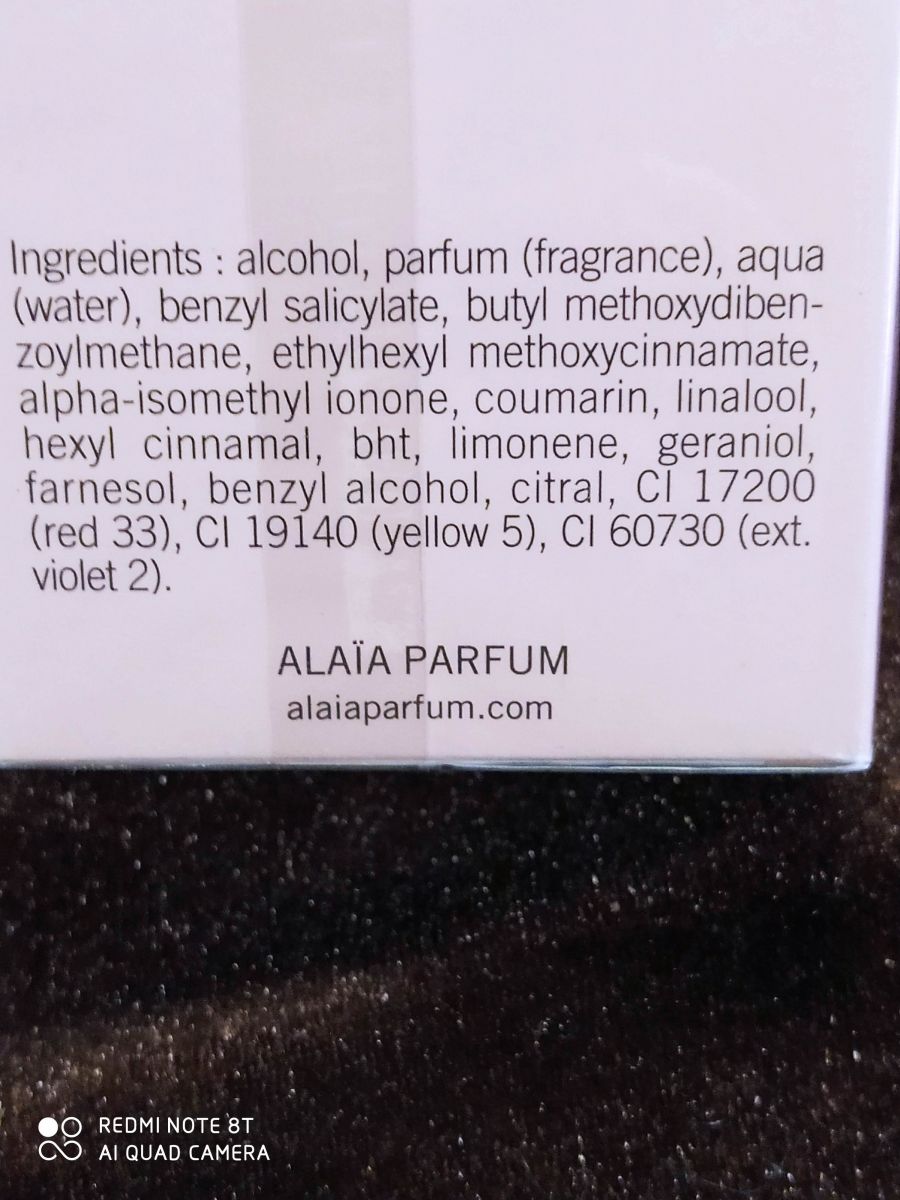 Ingredients : alcohol, parfum (fragrance), aqua
(water), benzyl salicylate, butyl methoxydiben-
zoylmethane, ethylhexyl methoxycinnamate,
alpha-isomethyl ionone, coumarin, linalool,
hexyl cinnamal, bht, limonene, geraniol,
farnesol, benzyl alcohol, citral, CI 17200
(red 33), CI 19140 (yellow 5), CI 60730 (ext.
violet 2).
ALAÏA PARFUM
alaiaparfum.com
REDMI NOTE 8T
AI QUAD CAMERA